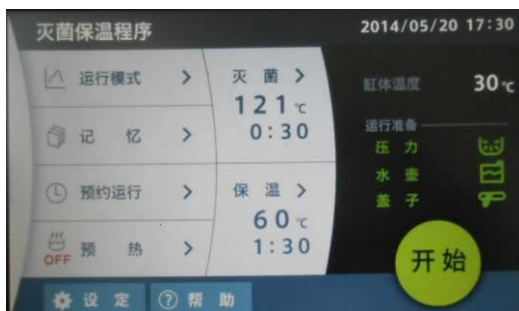 灭菌保温程序
2014/05/20 17:30
运行模式 >
记 忆 >
预约运行 >
OFF 预 热 >
灭 菌 >
121℃
0:30
保 温 >
60℃
1:30
缸体温度 30℃
运行准备
压 力
水 壶
盖 子
开始
设 定
? 帮 助